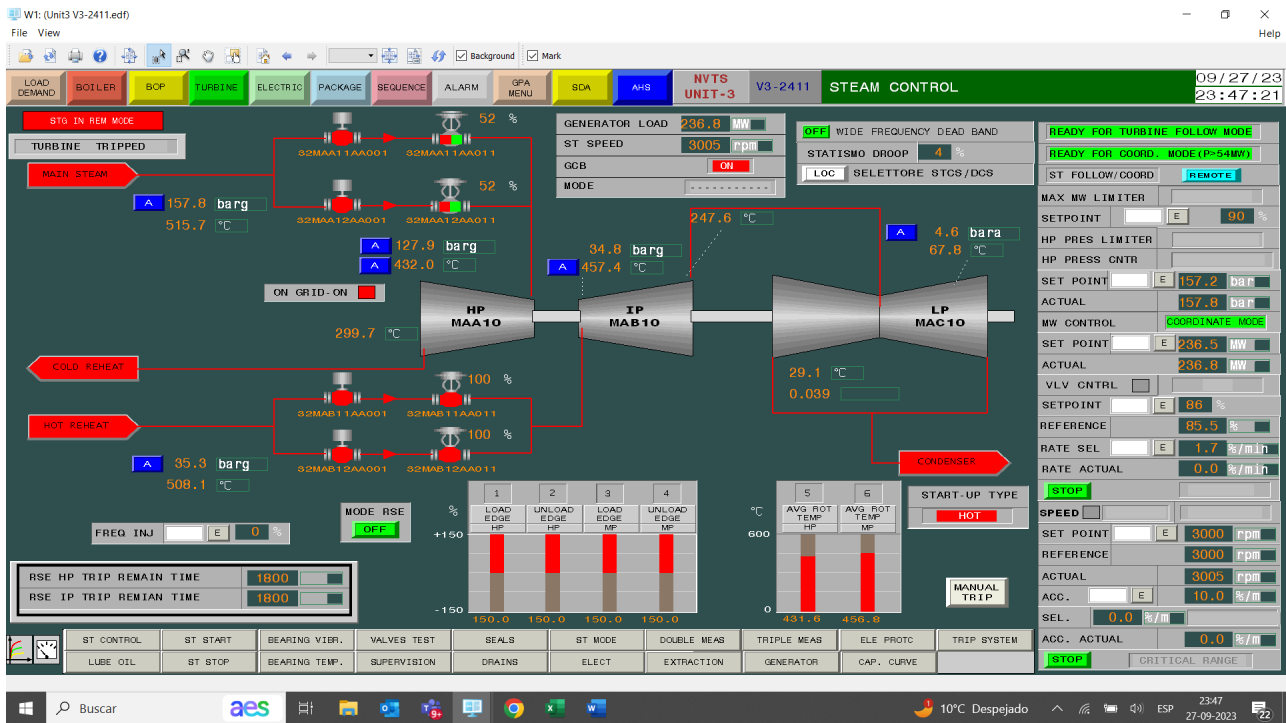 W1: (Unit3 V3-2411.edf)
File View Help
Background Mark
LOAD DEMAND
BOILER
BOP
TURBINE
ELECTRIC
PACKAGE
SEQUENCE
ALARM
GPA MENU
SDA
AHS
NVTS UNIT-3
V3-2411
STEAM CONTROL
09/27/23
23:47:21
STG IN REM MODE
TURBINE TRIPPED
MAIN STEAM
A 157.8 barg
515.7 °C
32MAA11AA001
52 %
32MAA11AA011
32MAA12AA001
52 %
32MAA12AA011
A 127.9 barg
A 432.0 °C
ON GRID-ON
GENERATOR LOAD 236.8 MW
ST SPEED 3005 rpm
GCB ON
MODE -----------
OFF WIDE FREQUENCY DEAD BAND
STATISMO DROOP 4 %
LOC SELETTORE STCS/DCS
247.6 °C
34.8 barg
A 457.4 °C
A 4.6 bara
67.8 °C
HP
MAA10
IP
MAB10
LP
MAC10
299.7 °C
COLD REHEAT
HOT REHEAT
A 35.3 barg
508.1 °C
100 %
32MAB11AA001
32MAB11AA011
100 %
32MAB12AA001
32MAB12AA011
29.1 °C
0.039
CONDENSER
START-UP TYPE
HOT
MODE RSE
OFF
FREQ INJ E 0 %
RSE HP TRIP REMAIN TIME 1800
RSE IP TRIP REMIAN TIME 1800
%
+150
-150
1 2 3 4
LOAD EDGE HP
UNLOAD EDGE HP
LOAD EDGE MP
UNLOAD EDGE MP
150.0 150.0 150.0 150.0
°C
600
0
5 6
AVG ROT TEMP HP
AVG ROT TEMP MP
431.6 456.8
MANUAL TRIP
READY FOR TURBINE FOLLOW MODE
READY FOR COORD. MODE(P>54MW)
ST FOLLOW/COORD REMOTE
MAX MW LIMITER
SETPOINT E 90 %
HP PRES LIMITER
HP PRESS CNTR
SET POINT E 157.2 bar
ACTUAL 157.8 bar
MW CONTROL COORDINATE MODE
SET POINT E 236.5 MW
ACTUAL 236.8 MW
VLV CNTRL
SETPOINT E 86 %
REFERENCE 85.5 %
RATE SEL E 1.7 %/min
RATE ACTUAL 0.0 %/min
STOP
SPEED
SET POINT E 3000 rpm
REFERENCE 3000 rpm
ACTUAL 3005 rpm
ACC. E 10.0 %/m
SEL. 0.0 %/m
ACC. ACTUAL 0.0 %/m
STOP CRITICAL RANGE
ST CONTROL ST START BEARING VIBR. VALVES TEST SEALS ST MODE DOUBLE MEAS TRIPLE MEAS ELE PROTC TRIP SYSTEM
LUBE OIL ST STOP BEARING TEMP. SUPERVISION DRAINS ELECT EXTRACTION GENERATOR CAP. CURVE
Buscar
aes
9+
10°C Despejado
ESP
23:47
27-09-2023
22